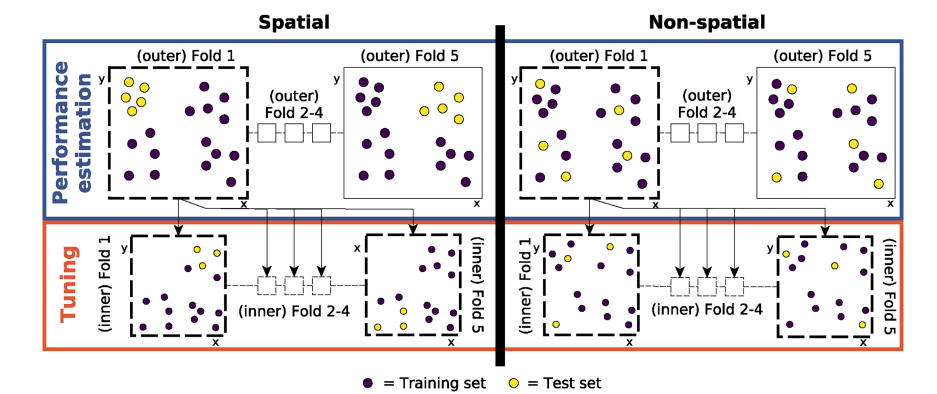 Spatial
Non-spatial
Performance
estimation
(outer) Fold 1
(outer) Fold 5
(outer)
Fold 2-4
y
x
y
x
(outer) Fold 1
(outer) Fold 5
(outer)
Fold 2-4
y
x
y
x
Tuning
(inner) Fold 1
y
x
(inner) Fold 2-4
x
x
(inner) Fold 5
(inner) Fold 1
y
x
(inner) Fold 2-4
y
x
(inner) Fold 5
= Training set
= Test set